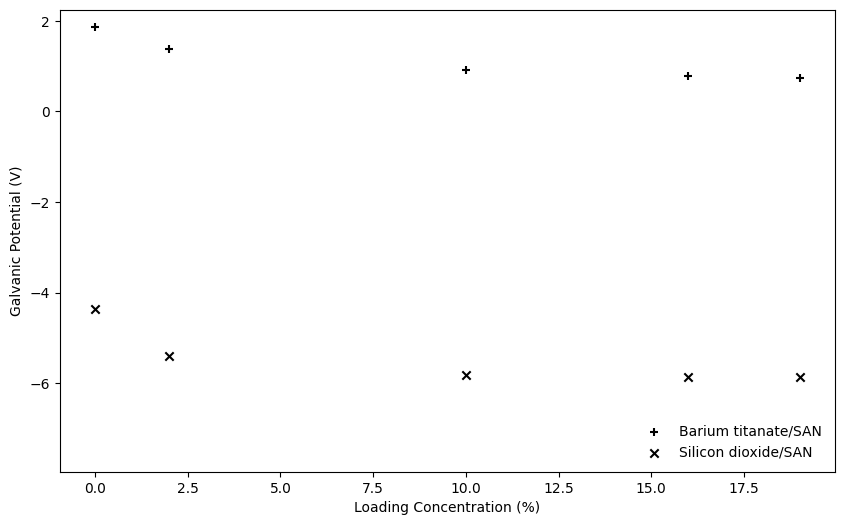 2
0
−2
−4
−6
Galvanic Potential (V)
0.0 2.5 5.0 7.5 10.0 12.5 15.0 17.5
Loading Concentration (%)
Barium titanate/SAN
Silicon dioxide/SAN